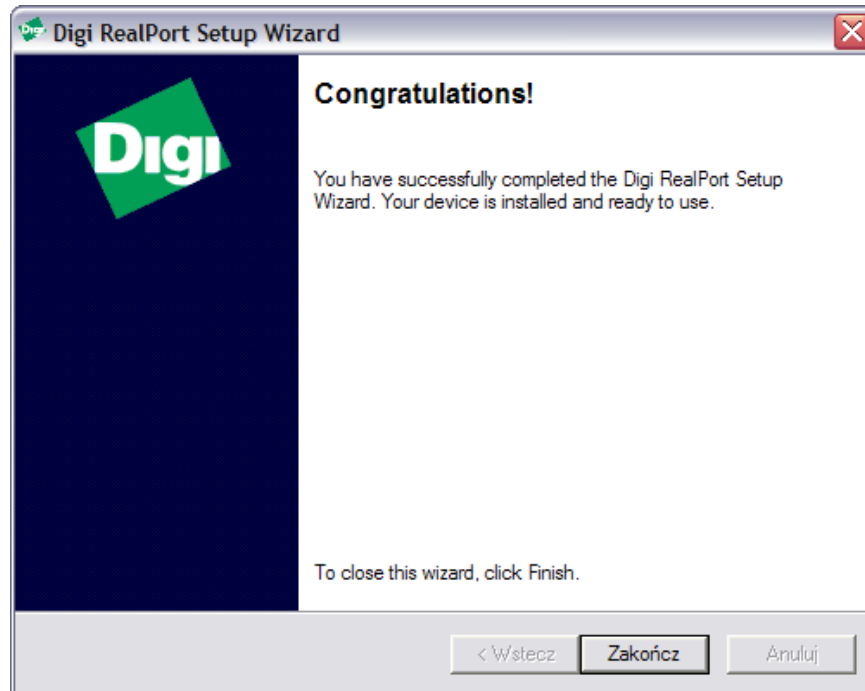 Digi Digi RealPort Setup Wizard
Digi
Congratulations!
You have successfully completed the Digi RealPort Setup
Wizard. Your device is installed and ready to use.
To close this wizard, click Finish.
< Wstecz Zakończ Anuluj